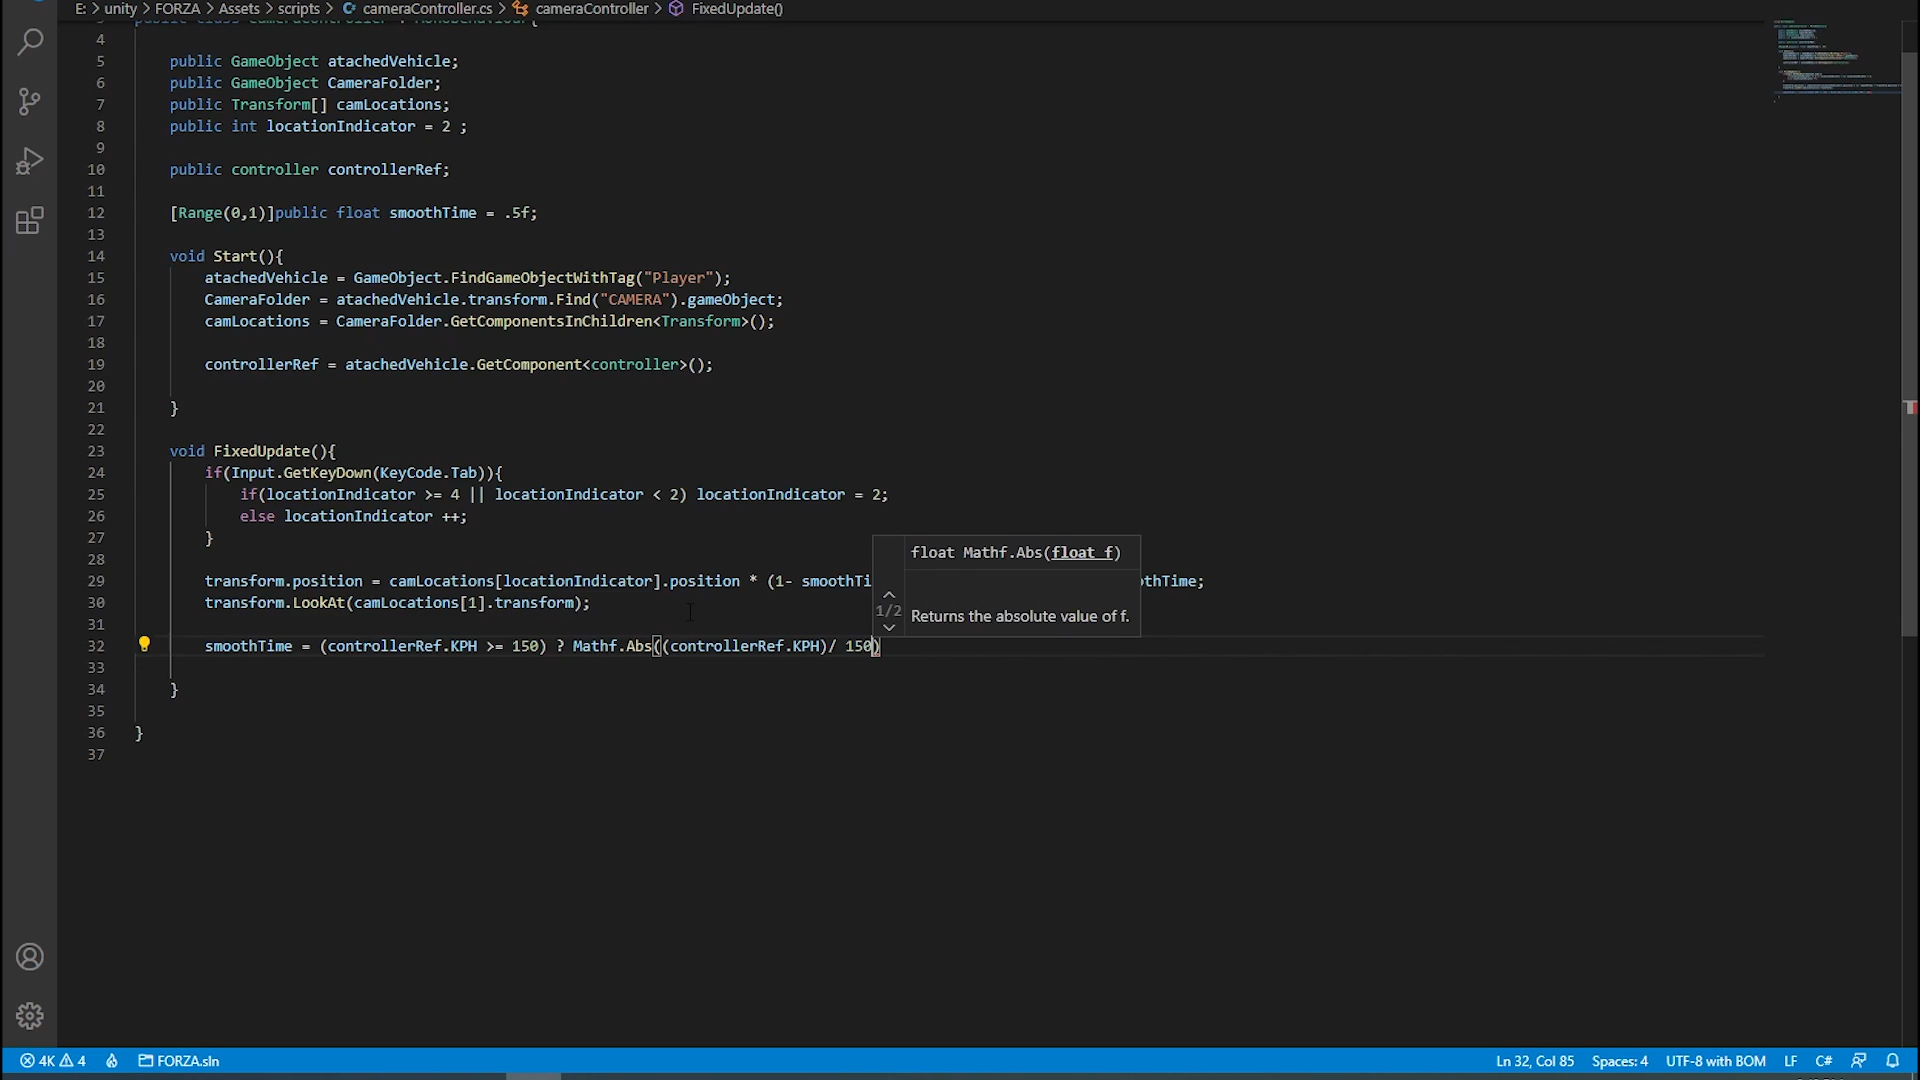 E: > unity > FORZA > Assets > scripts > cameraController.cs > cameraController > FixedUpdate()
4
5 public GameObject atachedVehicle;
6 public GameObject CameraFolder;
7 public Transform[] camLocations;
8 public int locationIndicator = 2 ;
9
10 public controller controllerRef;
11
12 [Range(0,1)]public float smoothTime = .5f;
13
14 void Start(){
15 atachedVehicle = GameObject.FindGameObjectWithTag("Player");
16 CameraFolder = atachedVehicle.transform.Find("CAMERA").gameObject;
17 camLocations = CameraFolder.GetComponentsInChildren<Transform>();
18
19 controllerRef = atachedVehicle.GetComponent<controller>();
20
21 }
22
23 void FixedUpdate(){
24 if(Input.GetKeyDown(KeyCode.Tab)){
25 if(locationIndicator >= 4 || locationIndicator < 2) locationIndicator = 2;
26 else locationIndicator ++;
27 }
28
float Mathf.Abs(float f)
29 transform.position = camLocations[locationIndicator].position * (1- smoothTi othTime;
30 transform.LookAt(camLocations[1].transform);
1/2 Returns the absolute value of f.
31
32 smoothTime = (controllerRef.KPH >= 150) ? Mathf.Abs((controllerRef.KPH)/ 150)
33
34 }
35
36 }
37
4K 4 FORZA.sln Ln 32, Col 85 Spaces: 4 UTF-8 with BOM LF C#